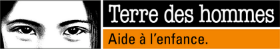 Terre des hommes
Aide à l'enfance.